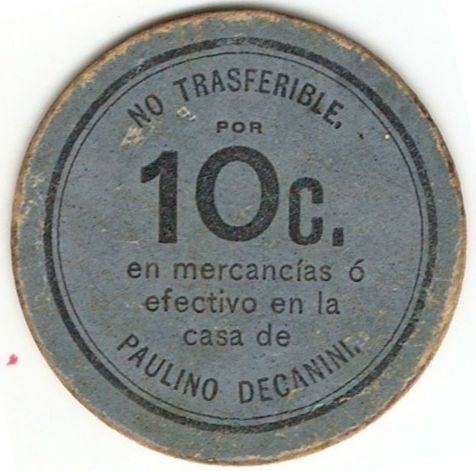 NO TRASFERIBLE.
POR
10c.
en mercancías ó
efectivo en la
casa de
PAULINO DECANINI.